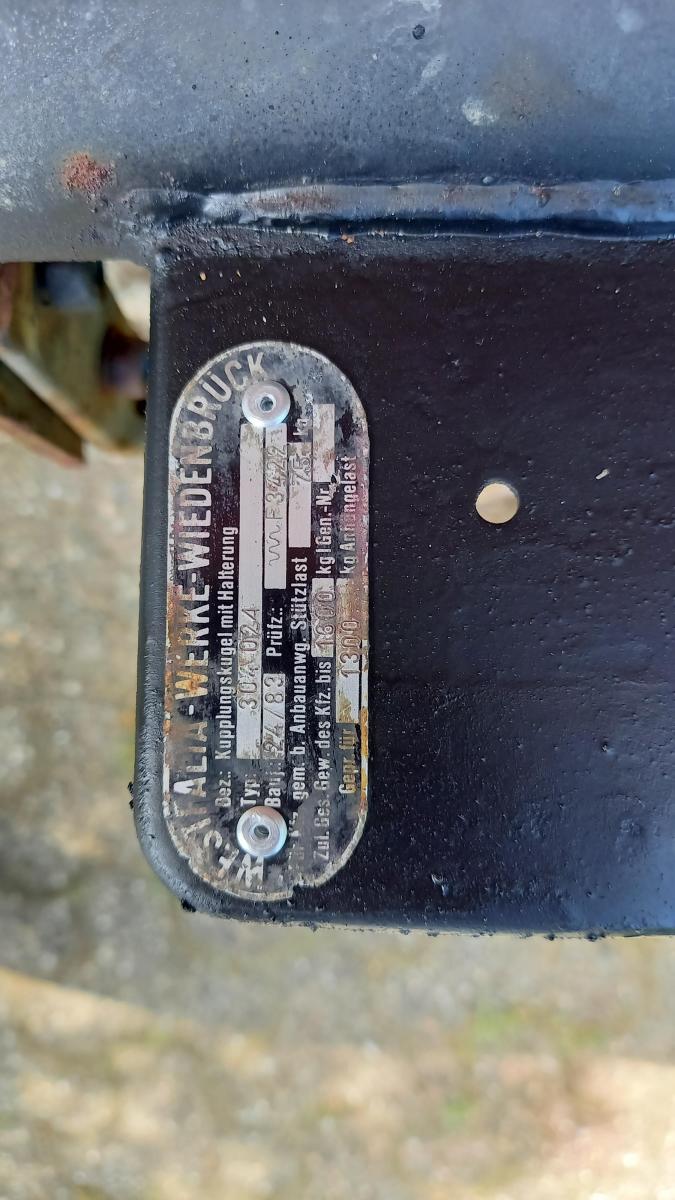 WESTFALIA-WERKE-WIEDENBRÜCK
Bez.: Kupplungskugel mit Halterung
Typ: 304 024
Bauj. 24/83 Prüfz.: F3422
gem. b. Anbauanwg. Stützlast 75 kg
Zul. Ges. Gew. des Kfz. bis 1800 kg/Gen.-Nr.
Gepr. für 1300 kg Anhängelast